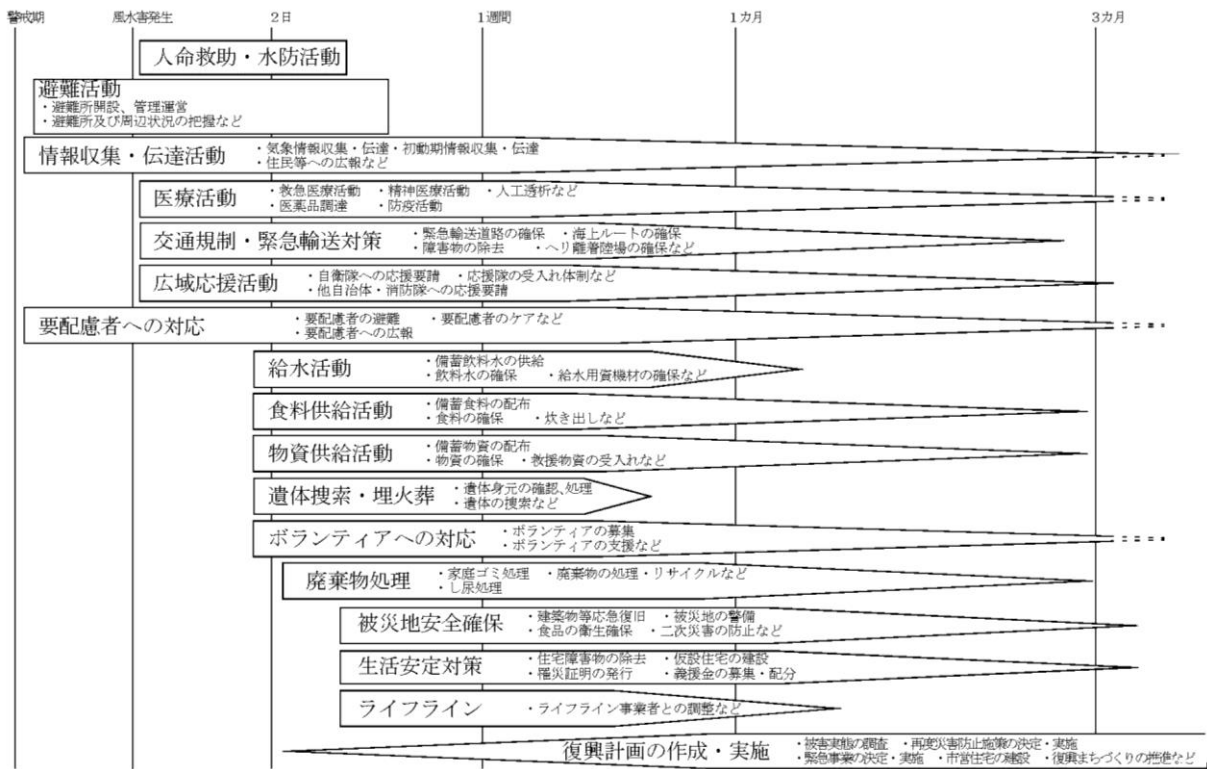 警戒期 風水害発生 2日 1週間 1カ月 3カ月
人命救助・水防活動
避難活動
・避難所開設、管理運営
・避難所及び周辺状況の把握など
情報収集・伝達活動
・気象情報収集・伝達・初動期情報収集・伝達
・住民等への広報など
医療活動
・救急医療活動 ・精神医療活動 ・人工透析など
・医薬品調達 ・防疫活動
交通規制・緊急輸送対策
・緊急輸送道路の確保 ・海上ルートの確保
・障害物の除去 ・ヘリ離着陸場の確保など
広域応援活動
・自衛隊への応援要請 ・応援隊の受入れ体制など
・他自治体・消防隊への応援要請
要配慮者への対応
・要配慮者の避難 ・要配慮者のケアなど
・要配慮者への広報
給水活動
・備蓄飲料水の供給
・飲料水の確保 ・給水用資機材の確保など
食料供給活動
・備蓄食料の配布
・食料の確保 ・炊き出しなど
物資供給活動
・備蓄物資の配布
・物資の確保 ・救援物資の受入れなど
遺体捜索・埋火葬
・遺体身元の確認、処理
・遺体の捜索など
ボランティアへの対応
・ボランティアの募集
・ボランティアの支援など
廃棄物処理
・家庭ゴミ処理 ・廃棄物の処理・リサイクルなど
・し尿処理
被災地安全確保
・建築物等応急復旧 ・被災地の警備
・食品の衛生確保 ・二次災害の防止など
生活安定対策
・住宅障害物の除去 ・仮設住宅の建設
・罹災証明の発行 ・義援金の募集・配分
ライフライン
・ライフライン事業者との調整など
復興計画の作成・実施
・被害実態の調査 ・再度災害防止施策の決定・実施
・緊急事業の決定・実施 ・市営住宅の建設 ・復興まちづくりの推進など